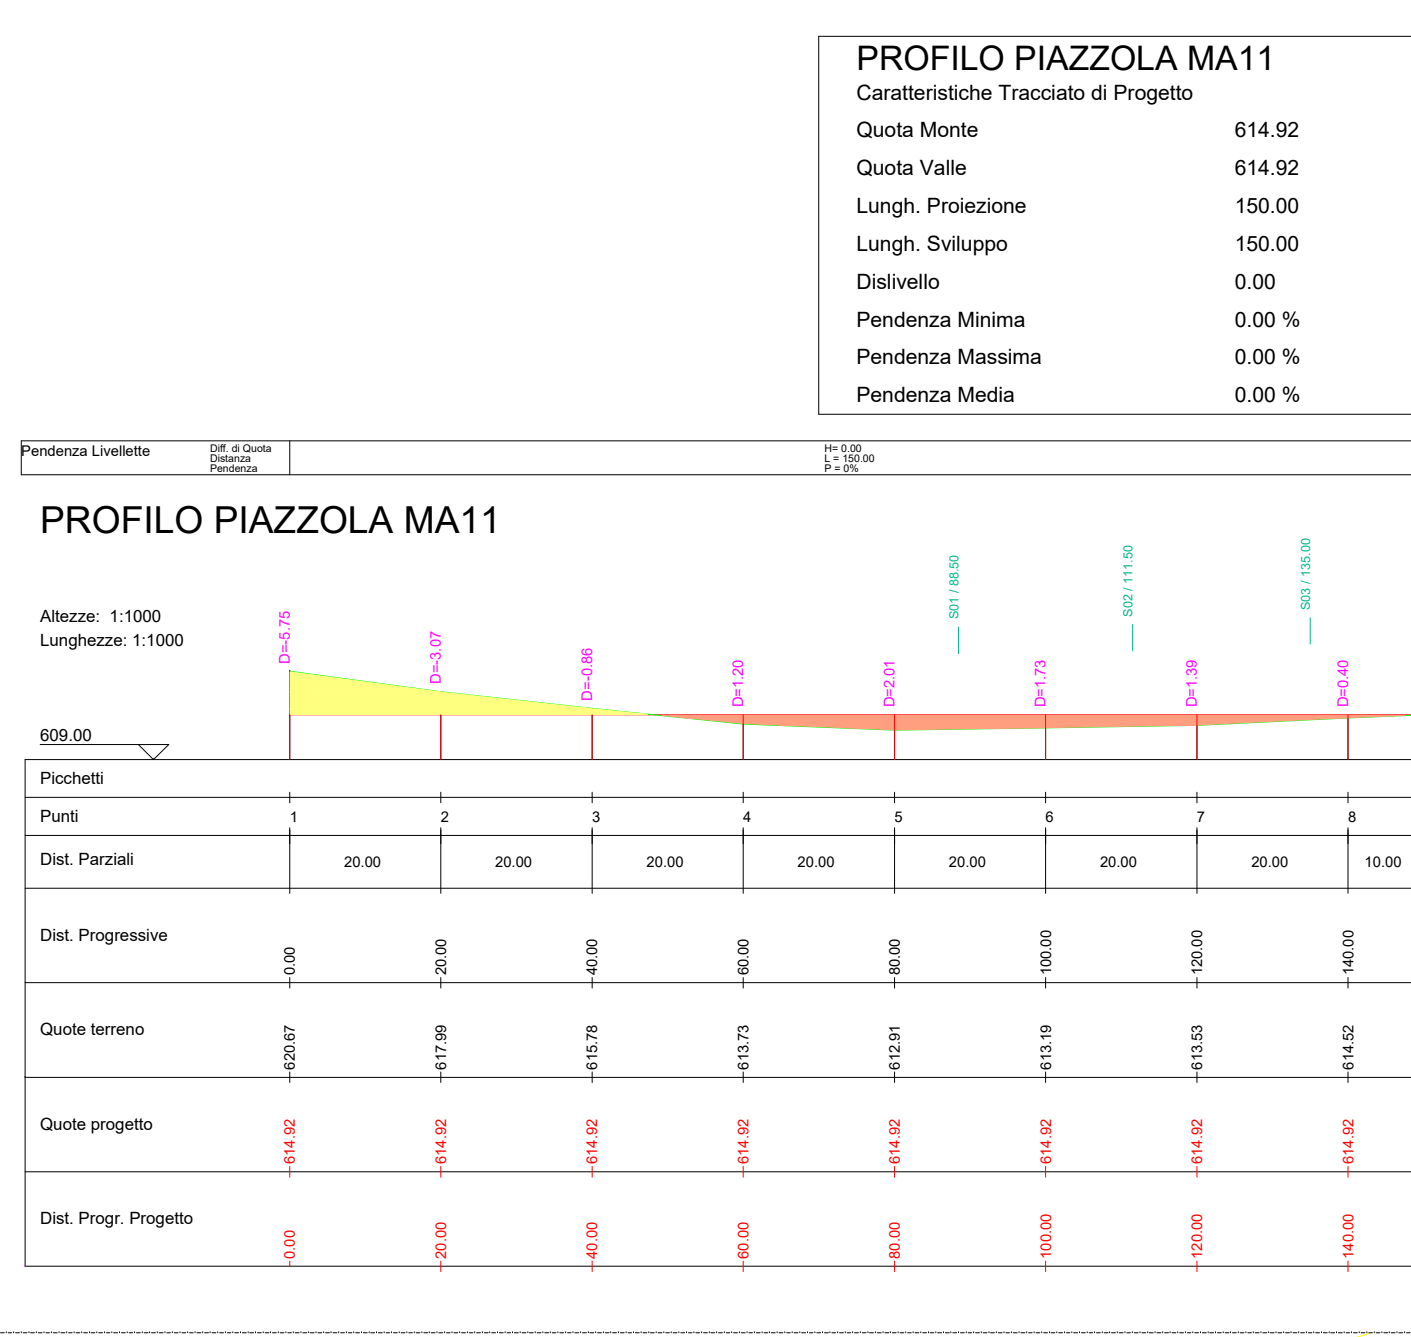 PROFILO PIAZZOLA MA11
Caratteristiche Tracciato di Progetto
Quota Monte 614.92
Quota Valle 614.92
Lungh. Proiezione 150.00
Lungh. Sviluppo 150.00
Dislivello 0.00
Pendenza Minima 0.00 %
Pendenza Massima 0.00 %
Pendenza Media 0.00 %
Pendenza Livellette
Diff. di Quota
Distanza
Pendenza
H= 0.00
L = 150.00
P = 0%
PROFILO PIAZZOLA MA11
Altezze: 1:1000
Lunghezze: 1:1000
S01 / 88.50
S02 / 111.50
S03 / 135.00
D=-5.75
D=-3.07
D=-0.86
D=1.20
D=2.01
D=1.73
D=1.39
D=0.40
609.00
Picchetti
Punti 1 2 3 4 5 6 7 8
Dist. Parziali 20.00 20.00 20.00 20.00 20.00 20.00 20.00 10.00
Dist. Progressive 0.00 20.00 40.00 60.00 80.00 100.00 120.00 140.00
Quote terreno 620.67 617.99 615.78 613.73 612.91 613.19 613.53 614.52
Quote progetto 614.92 614.92 614.92 614.92 614.92 614.92 614.92 614.92
Dist. Progr. Progetto 0.00 20.00 40.00 60.00 80.00 100.00 120.00 140.00